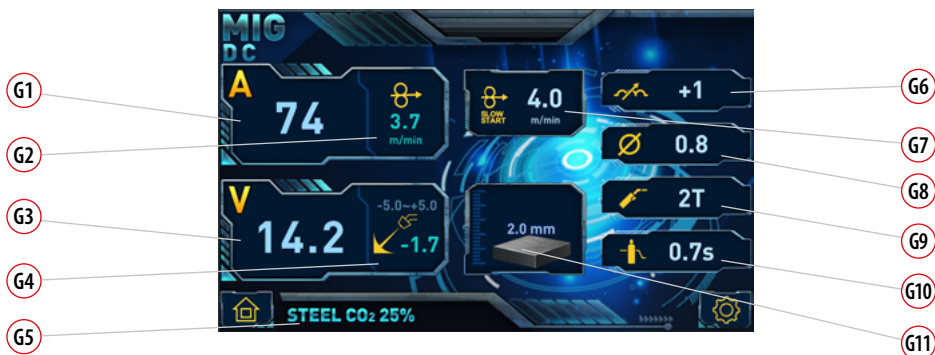 MIG
DC
G1
A
74
3.7
m/min
SLOW
START
4.0
m/min
+1
G6
G2
0.8
G7
G8
G3
V
14.2
-5.0~+5.0
-1.7
2.0 mm
2T
G9
G4
0.7s
G10
G5
STEEL CO₂ 25%
G11